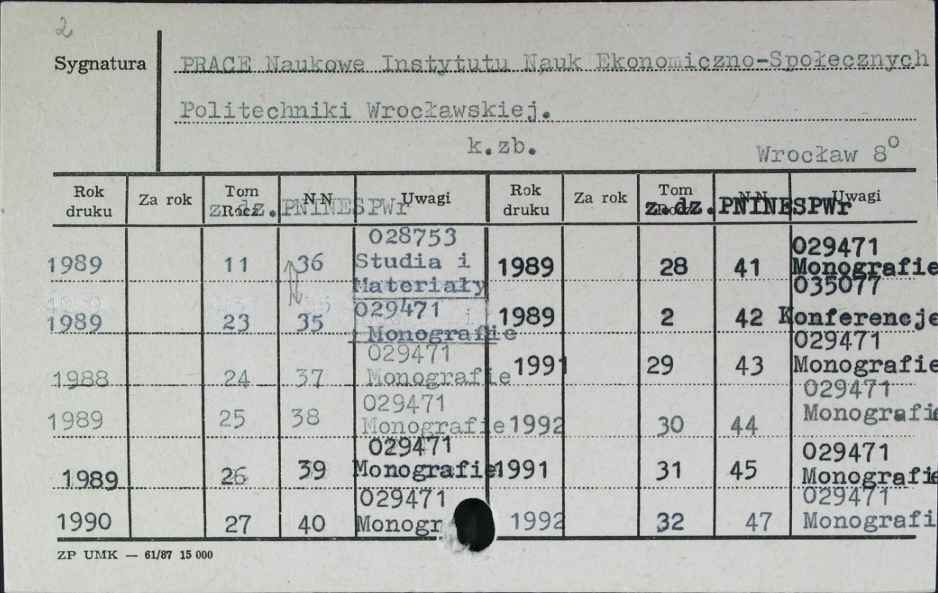 2
Sygnatura
PRACE Naukowe Instytutu Nauk Ekonomiczno-Społecznych
Politechniki Wrocławskiej.
k.zb.
Wrocław 8°
Rok druku Za rok Tom Rocz. NN Uwagi Rok druku Za rok Tom NN Uwagi
z.dz.PNINESPWr z.dz.PNINESPWr
1989 11 36 028753 Studia i Materiały 1989 28 41 029471 Monografie
1989 23 35 029471 Monografie 1989 2 42 035077 Konferencje
1988 24 37 029471 Monografie 1991 29 43 029471 Monografie
1989 25 38 029471 Monografie 1992 30 44 029471 Monografie
1989 26 39 029471 Monografie 1991 31 45 029471 Monografie
1990 27 40 029471 Monogr 1992 32 47 029471 Monografi
ZP UMK — 61/87 15 000